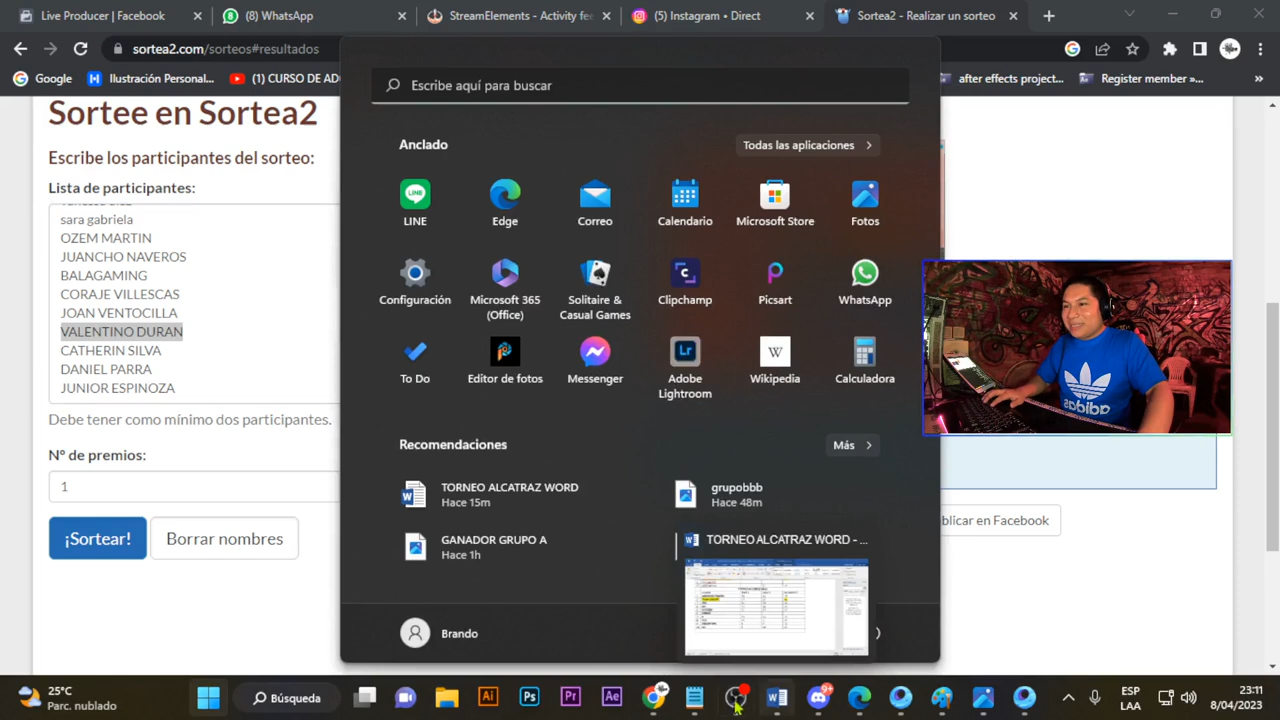 Live Producer | Facebook
(8) WhatsApp
StreamElements - Activity fee
(5) Instagram • Direct
Sortea2 - Realizar un sorteo
sortea2.com/sorteos#resultados
Google
Ilustración Personal...
(1) CURSO DE AD
after effects project...
Register member »...
Sortee en Sortea2
Escribe los participantes del sorteo:
Lista de participantes:
sara gabriela
OZEM MARTIN
JUANCHO NAVEROS
BALAGAMING
CORAJE VILLESCAS
JOAN VENTOCILLA
VALENTINO DURAN
CATHERIN SILVA
DANIEL PARRA
JUNIOR ESPINOZA
Debe tener como mínimo dos participantes.
N° de premios:
1
¡Sortear!
Borrar nombres
blicar en Facebook
Escribe aquí para buscar
Anclado
Todas las aplicaciones
LINE
Edge
Correo
Calendario
Microsoft Store
Fotos
Configuración
Microsoft 365
(Office)
Solitaire &
Casual Games
Clipchamp
Picsart
WhatsApp
To Do
Editor de fotos
Messenger
Adobe
Lightroom
Wikipedia
Calculadora
Recomendaciones
Más
TORNEO ALCATRAZ WORD
Hace 15m
grupobbb
Hace 48m
GANADOR GRUPO A
Hace 1h
TORNEO ALCATRAZ WORD - ...
Brando
adidas
25°C
Parc. nublado
Búsqueda
ESP
LAA
23:11
8/04/2023